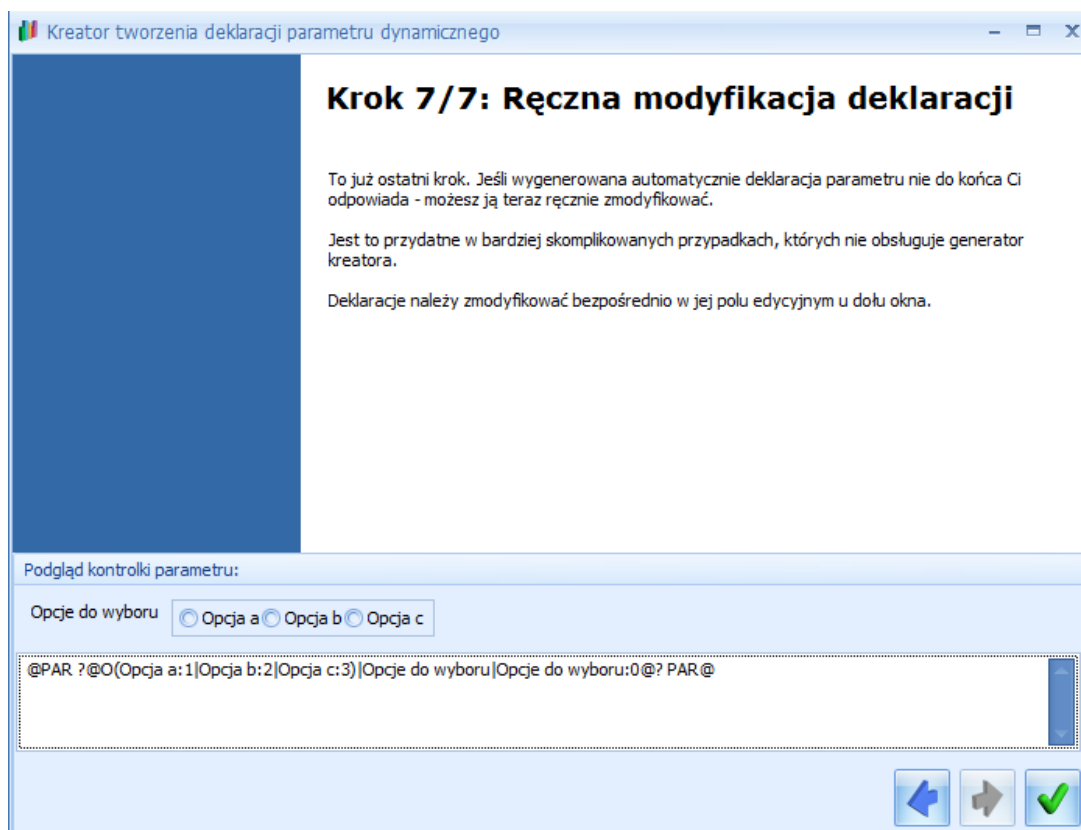 Kreator tworzenia deklaracji parametru dynamicznego
Krok 7/7: Ręczna modyfikacja deklaracji
To już ostatni krok. Jeśli wygenerowana automatycznie deklaracja parametru nie do końca Ci
odpowiada - możesz ją teraz ręcznie zmodyfikować.
Jest to przydatne w bardziej skomplikowanych przypadkach, których nie obsługuje generator
kreatora.
Deklaracje należy zmodyfikować bezpośrednio w jej polu edycyjnym u dołu okna.
Podgląd kontrolki parametru:
Opcje do wyboru Opcja a Opcja b Opcja c
@PAR ?@O(Opcja a:1|Opcja b:2|Opcja c:3)|Opcje do wyboru|Opcje do wyboru:0@? PAR@